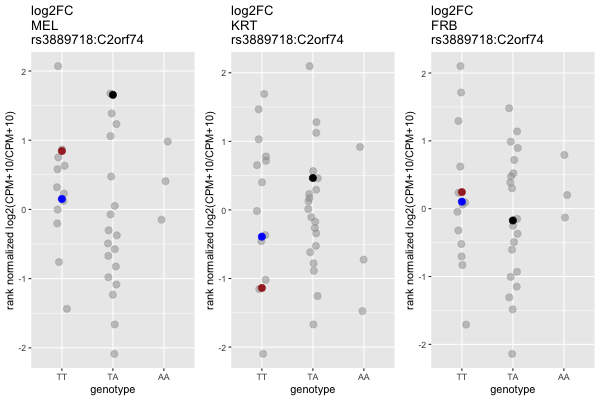 log2FC
MEL
rs3889718:C2orf74
rank normalized log2(CPM+10/CPM+10)
2
1
0
-1
-2
TT
TA
AA
genotype
log2FC
KRT
rs3889718:C2orf74
rank normalized log2(CPM+10/CPM+10)
2
1
0
-1
-2
TT
TA
AA
genotype
log2FC
FRB
rs3889718:C2orf74
rank normalized log2(CPM+10/CPM+10)
2
1
0
-1
-2
TT
TA
AA
genotype